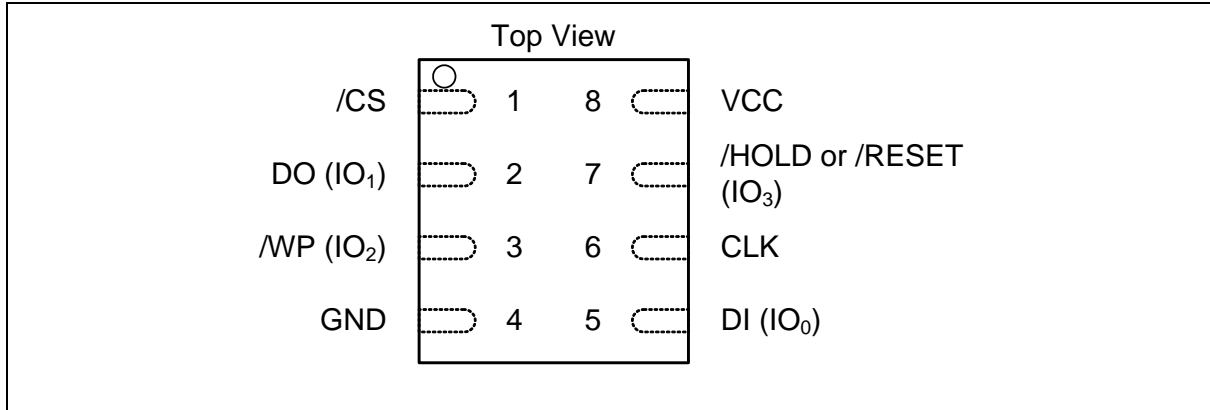 Top View
/CS 1 8 VCC
DO (IO₁) 2 7 /HOLD or /RESET
(IO₃)
/WP (IO₂) 3 6 CLK
GND 4 5 DI (IO₀)